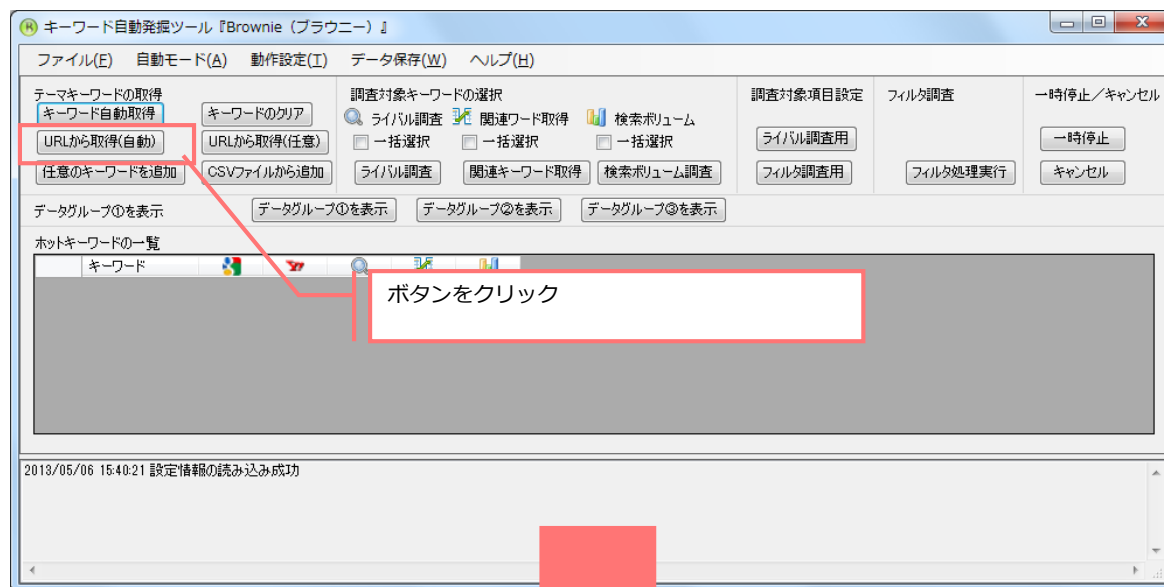 キーワード自動発掘ツール『Brownie（ブラウニー）』
ファイル(F) 自動モード(A) 動作設定(T) データ保存(W) ヘルプ(H)
テーマキーワードの取得 調査対象キーワードの選択 調査対象項目設定 フィルタ調査 一時停止／キャンセル
キーワード自動取得 キーワードのクリア ライバル調査 関連ワード取得 検索ボリューム
URLから取得(自動) URLから取得(任意) 一括選択 一括選択 一括選択 ライバル調査用 一時停止
任意のキーワードを追加 CSVファイルから追加 ライバル調査 関連キーワード取得 検索ボリューム調査 フィルタ調査用 フィルタ処理実行 キャンセル
データグループ①を表示 データグループ①を表示 データグループ②を表示 データグループ③を表示
ホットキーワードの一覧
キーワード
ボタンをクリック
2013/05/06 15:40:21 設定情報の読み込み成功